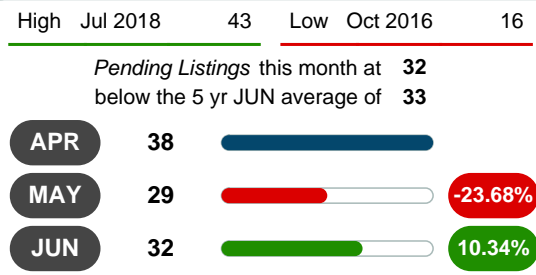 High Jul 2018 43 Low Oct 2016 16
Pending Listings this month at 32
below the 5 yr JUN average of 33
APR 38
MAY 29 -23.68%
JUN 32 10.34%